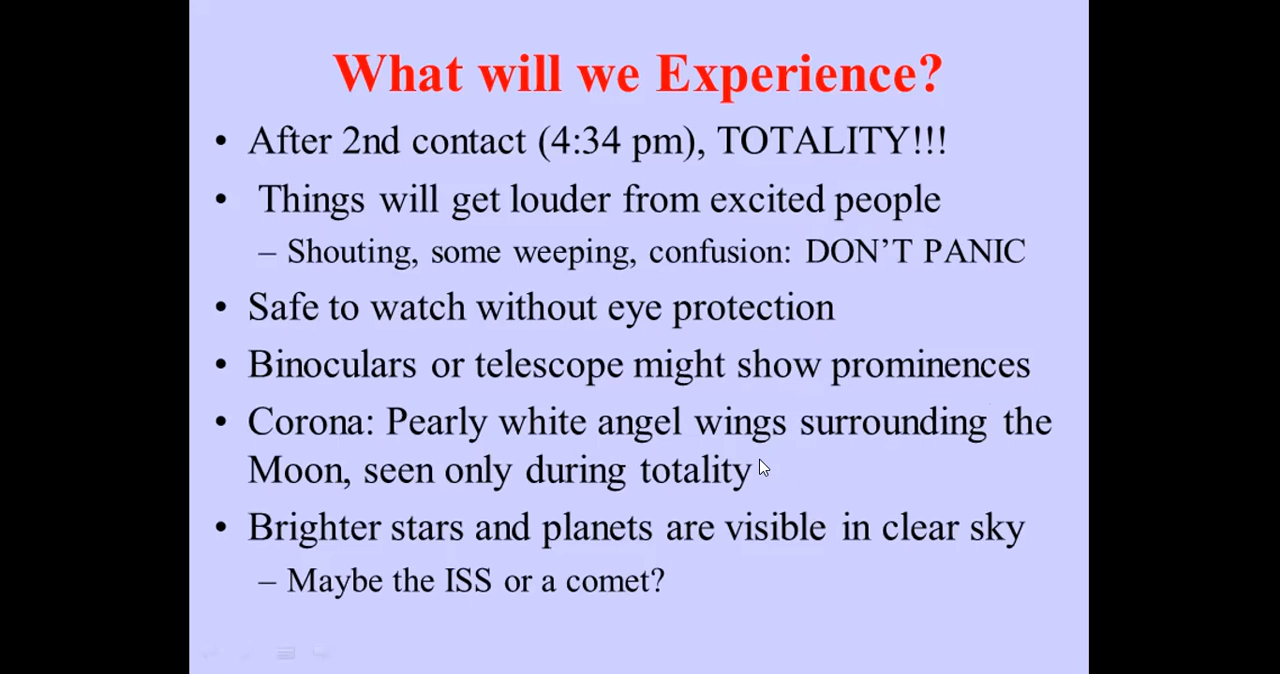 What will we Experience?
• After 2nd contact (4:34 pm), TOTALITY!!!
• Things will get louder from excited people
– Shouting, some weeping, confusion: DON’T PANIC
• Safe to watch without eye protection
• Binoculars or telescope might show prominences
• Corona: Pearly white angel wings surrounding the
Moon, seen only during totality
• Brighter stars and planets are visible in clear sky
– Maybe the ISS or a comet?